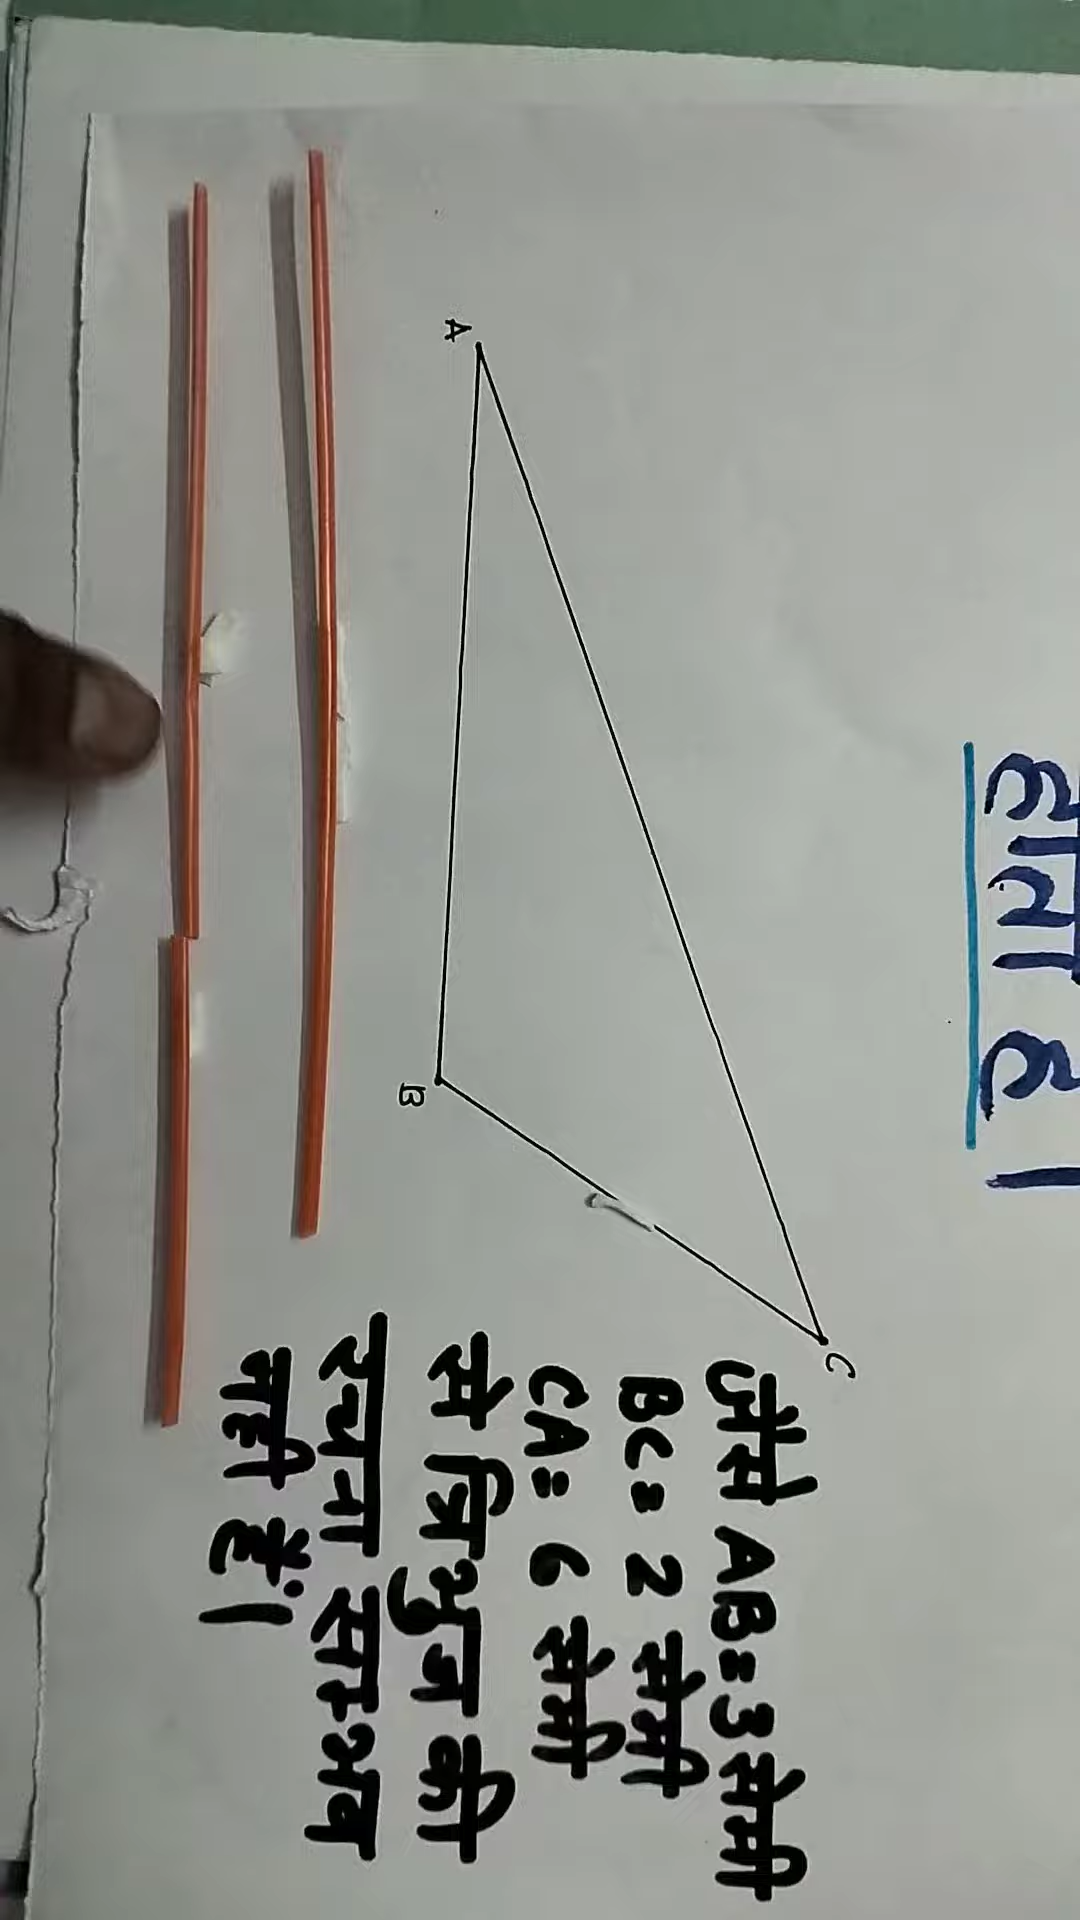 होता है।
A
B
C
जैसे AB= 3 सेमी
BC= 2 सेमी
CA= 6 सेमी
से त्रिभुज की
रचना सम्भव
नहीं है।